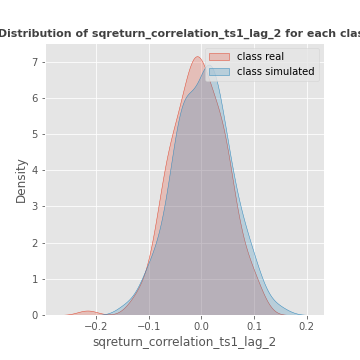 Distribution of sqreturn_correlation_ts1_lag_2 for each clas
class real
class simulated
7
6
5
4
3
2
1
0
Density
−0.2 −0.1 0.0 0.1 0.2
sqreturn_correlation_ts1_lag_2